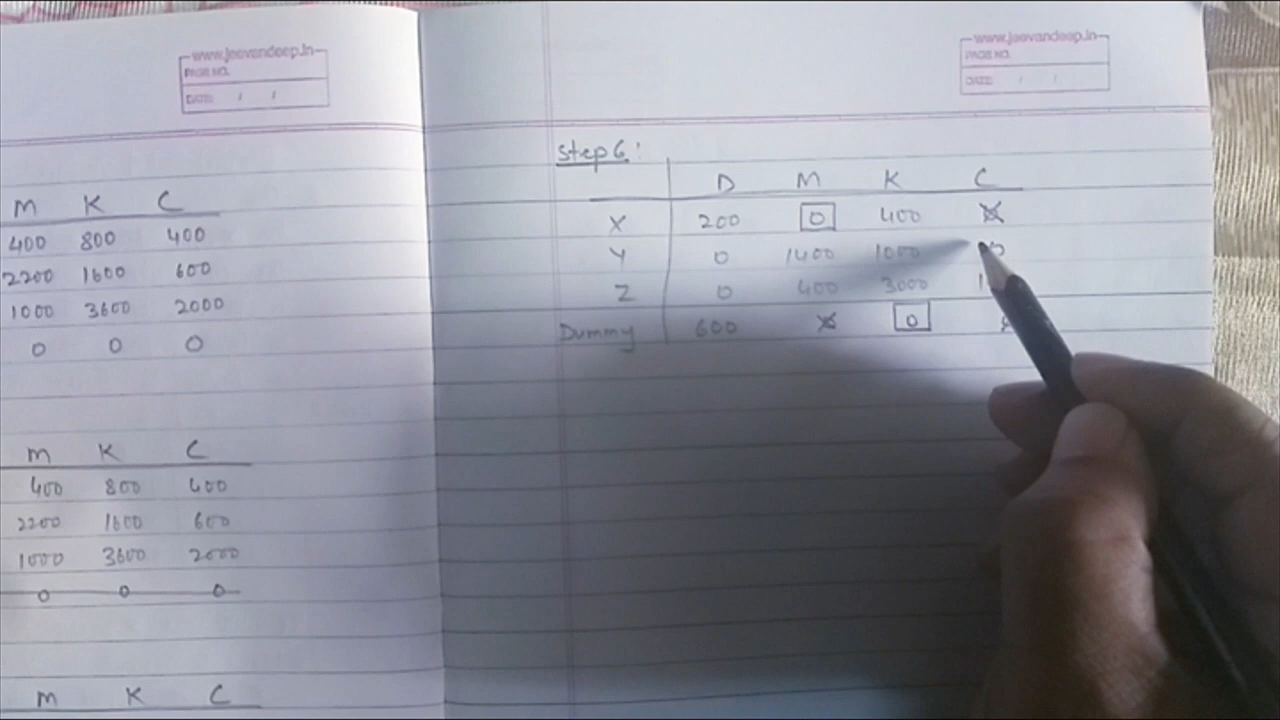 www.jeevandeep.in
PAGE NO.
DATE: / /
M K C
400 800 400
2200 1600 600
1000 3600 2000
0 0 0
M K C
400 800 400
2200 1600 600
1000 3600 2000
0 0 0
M K C
www.jeevandeep.in
PAGE NO.
DATE: / /
Step 6:
D M K C
X 200 0 400
Y 0 1400 1000
Z 0 400 3000
Dummy 600 0